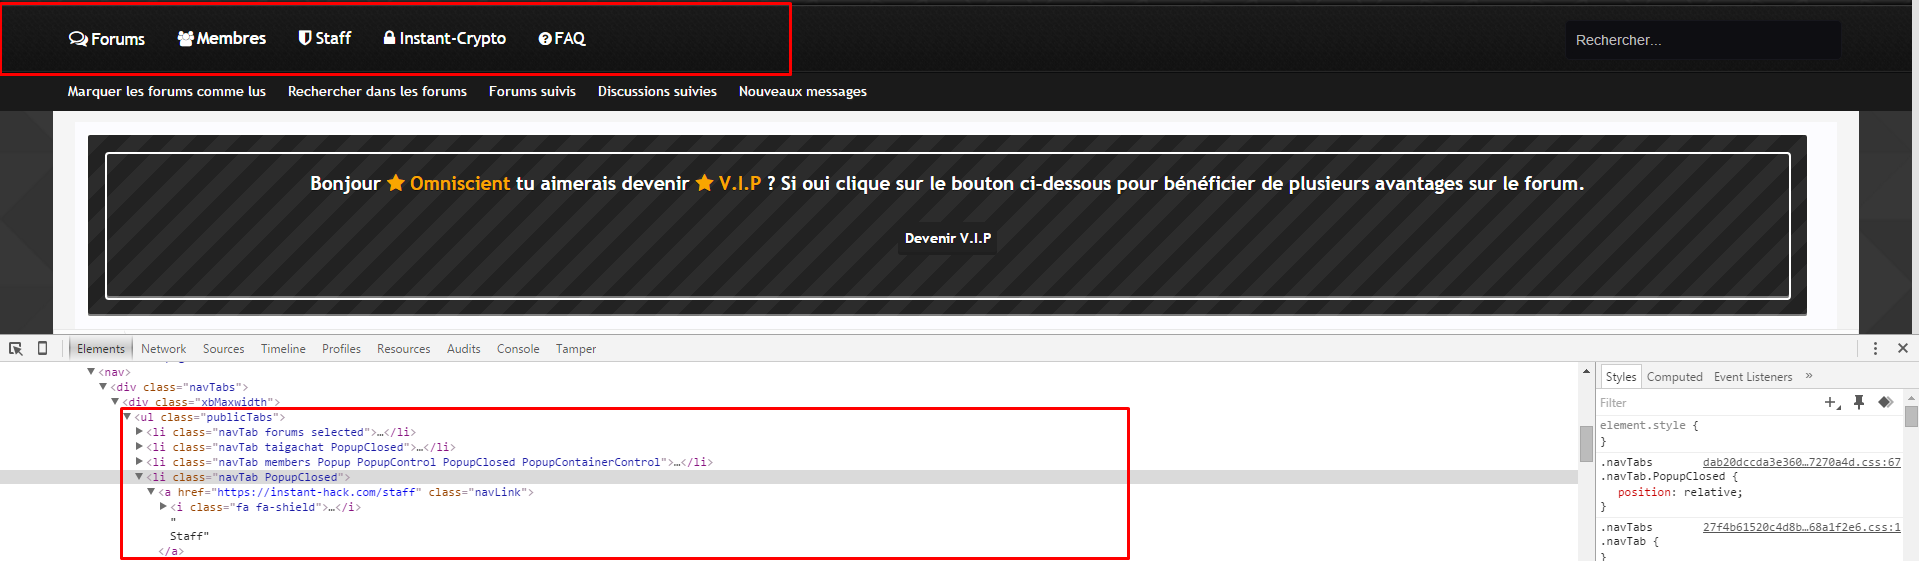 Forums Membres Staff Instant-Crypto FAQ Rechercher...
Marquer les forums comme lus Rechercher dans les forums Forums suivis Discussions suivies Nouveaux messages
Bonjour Omniscient tu aimerais devenir V.I.P ? Si oui clique sur le bouton ci-dessous pour bénéficier de plusieurs avantages sur le forum.
Devenir V.I.P
Elements Network Sources Timeline Profiles Resources Audits Console Tamper
<nav>
<div class="navTabs">
<div class="xbMaxwidth">
<ul class="publicTabs">
<li class="navTab forums selected">…</li>
<li class="navTab taigachat PopupClosed">…</li>
<li class="navTab members Popup PopupControl PopupClosed PopupContainerControl">…</li>
<li class="navTab PopupClosed">
<a href="https://instant-hack.com/staff" class="navLink">
<i class="fa fa-shield">…</i>
"
Staff"
</a>
Styles Computed Event Listeners »
Filter
element.style {
}
.navTabs dab20dccda3e360…7270a4d.css:67
.navTab.PopupClosed {
position: relative;
}
.navTabs 27f4b61520c4d8b…68a1f2e6.css:1
.navTab {
}